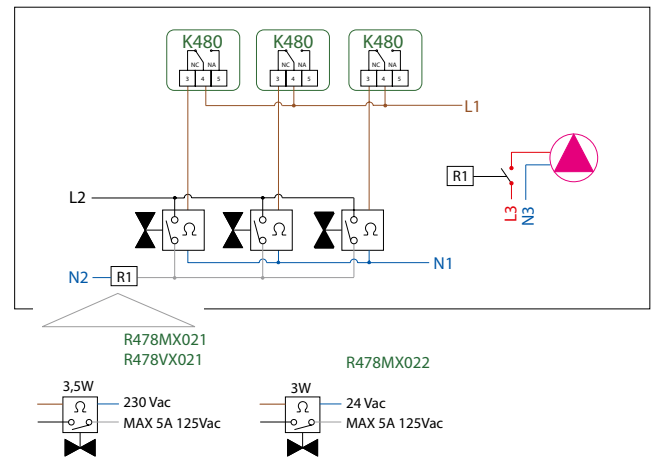 K480 K480 K480
NC NA NC NA NC NA
3 4 5 3 4 5 3 4 5
L1
R1
L3
N3
L2
Ω Ω Ω
N1
N2 R1
R478MX021
R478VX021
R478MX022
3,5W
Ω
230 Vac
MAX 5A 125Vac
3W
Ω
24 Vac
MAX 5A 125Vac